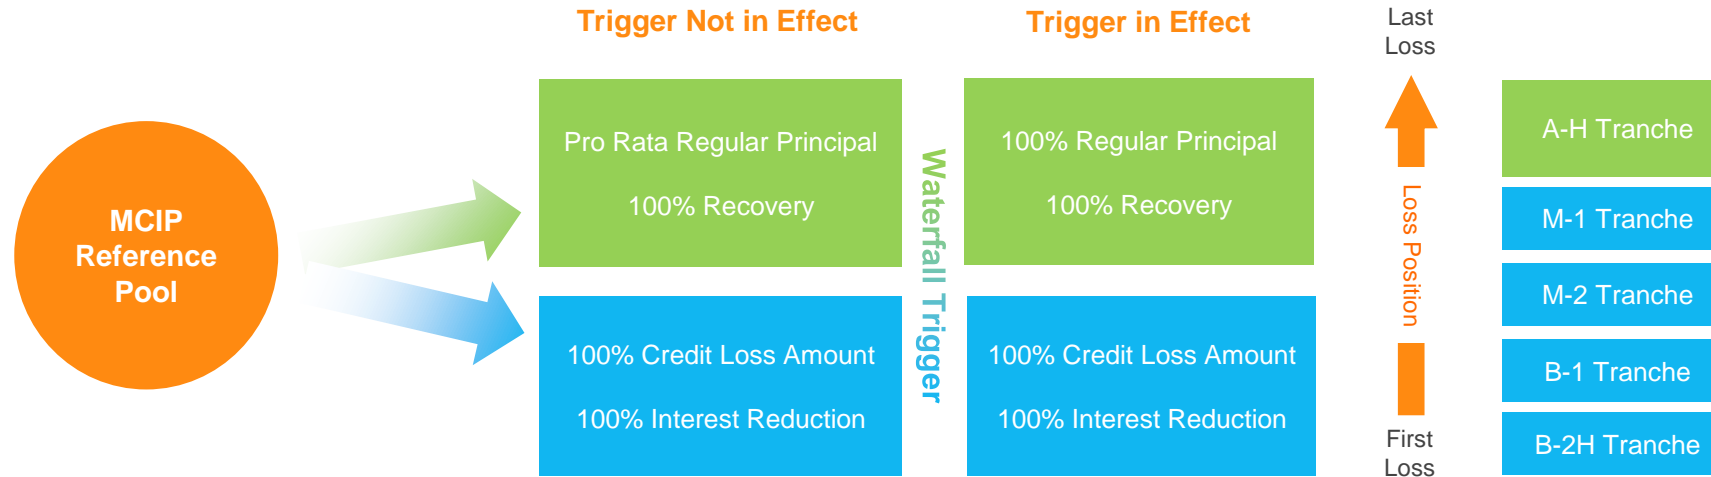 Trigger Not in Effect
Trigger in Effect
Last
Loss
MCIP
Reference
Pool
Pro Rata Regular Principal
100% Recovery
100% Credit Loss Amount
100% Interest Reduction
Waterfall Trigger
100% Regular Principal
100% Recovery
100% Credit Loss Amount
100% Interest Reduction
Loss Position
First
Loss
A-H Tranche
M-1 Tranche
M-2 Tranche
B-1 Tranche
B-2H Tranche